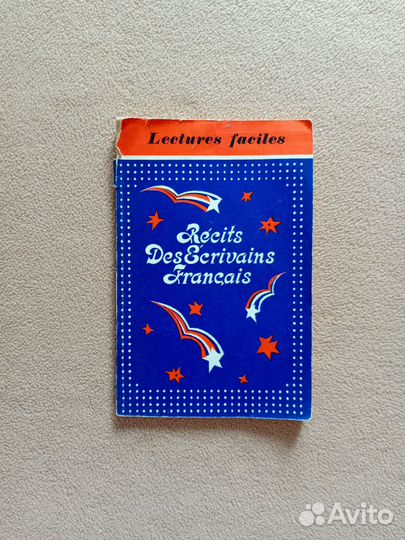 Lectures faciles
Récits
Des Écrivains
Français
Avito